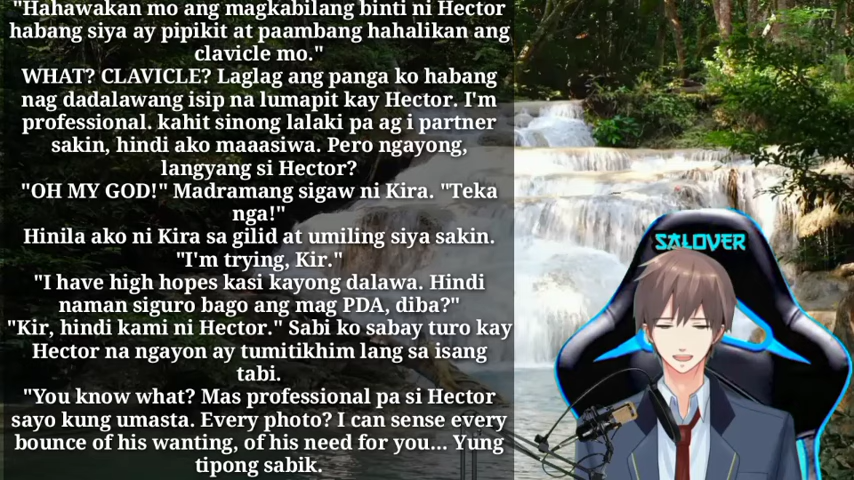 "Hahawakan mo ang magkabilang binti ni Hector
habang siya ay pipikit at paambang hahalikan ang
clavicle mo."
WHAT? CLAVICLE? Laglag ang panga ko habang
nag dadalawang isip na lumapit kay Hector. I'm
professional. kahit sinong lalaki pa ag i partner
sakin, hindi ako maaasiwa. Pero ngayong,
langyang si Hector?
"OH MY GOD!" Madramang sigaw ni Kira. "Teka
nga!"
Hinila ako ni Kira sa gilid at umiling siya sakin.
"I'm trying, Kir."
"I have high hopes kasi kayong dalawa. Hindi
naman siguro bago ang mag PDA, diba?"
"Kir, hindi kami ni Hector." Sabi ko sabay turo kay
Hector na ngayon ay tumitikhim lang sa isang
tabi.
"You know what? Mas professional pa si Hector
sayo kung umasta. Every photo? I can sense every
bounce of his wanting, of his need for you... Yung
tipong sabik.
SALOVER